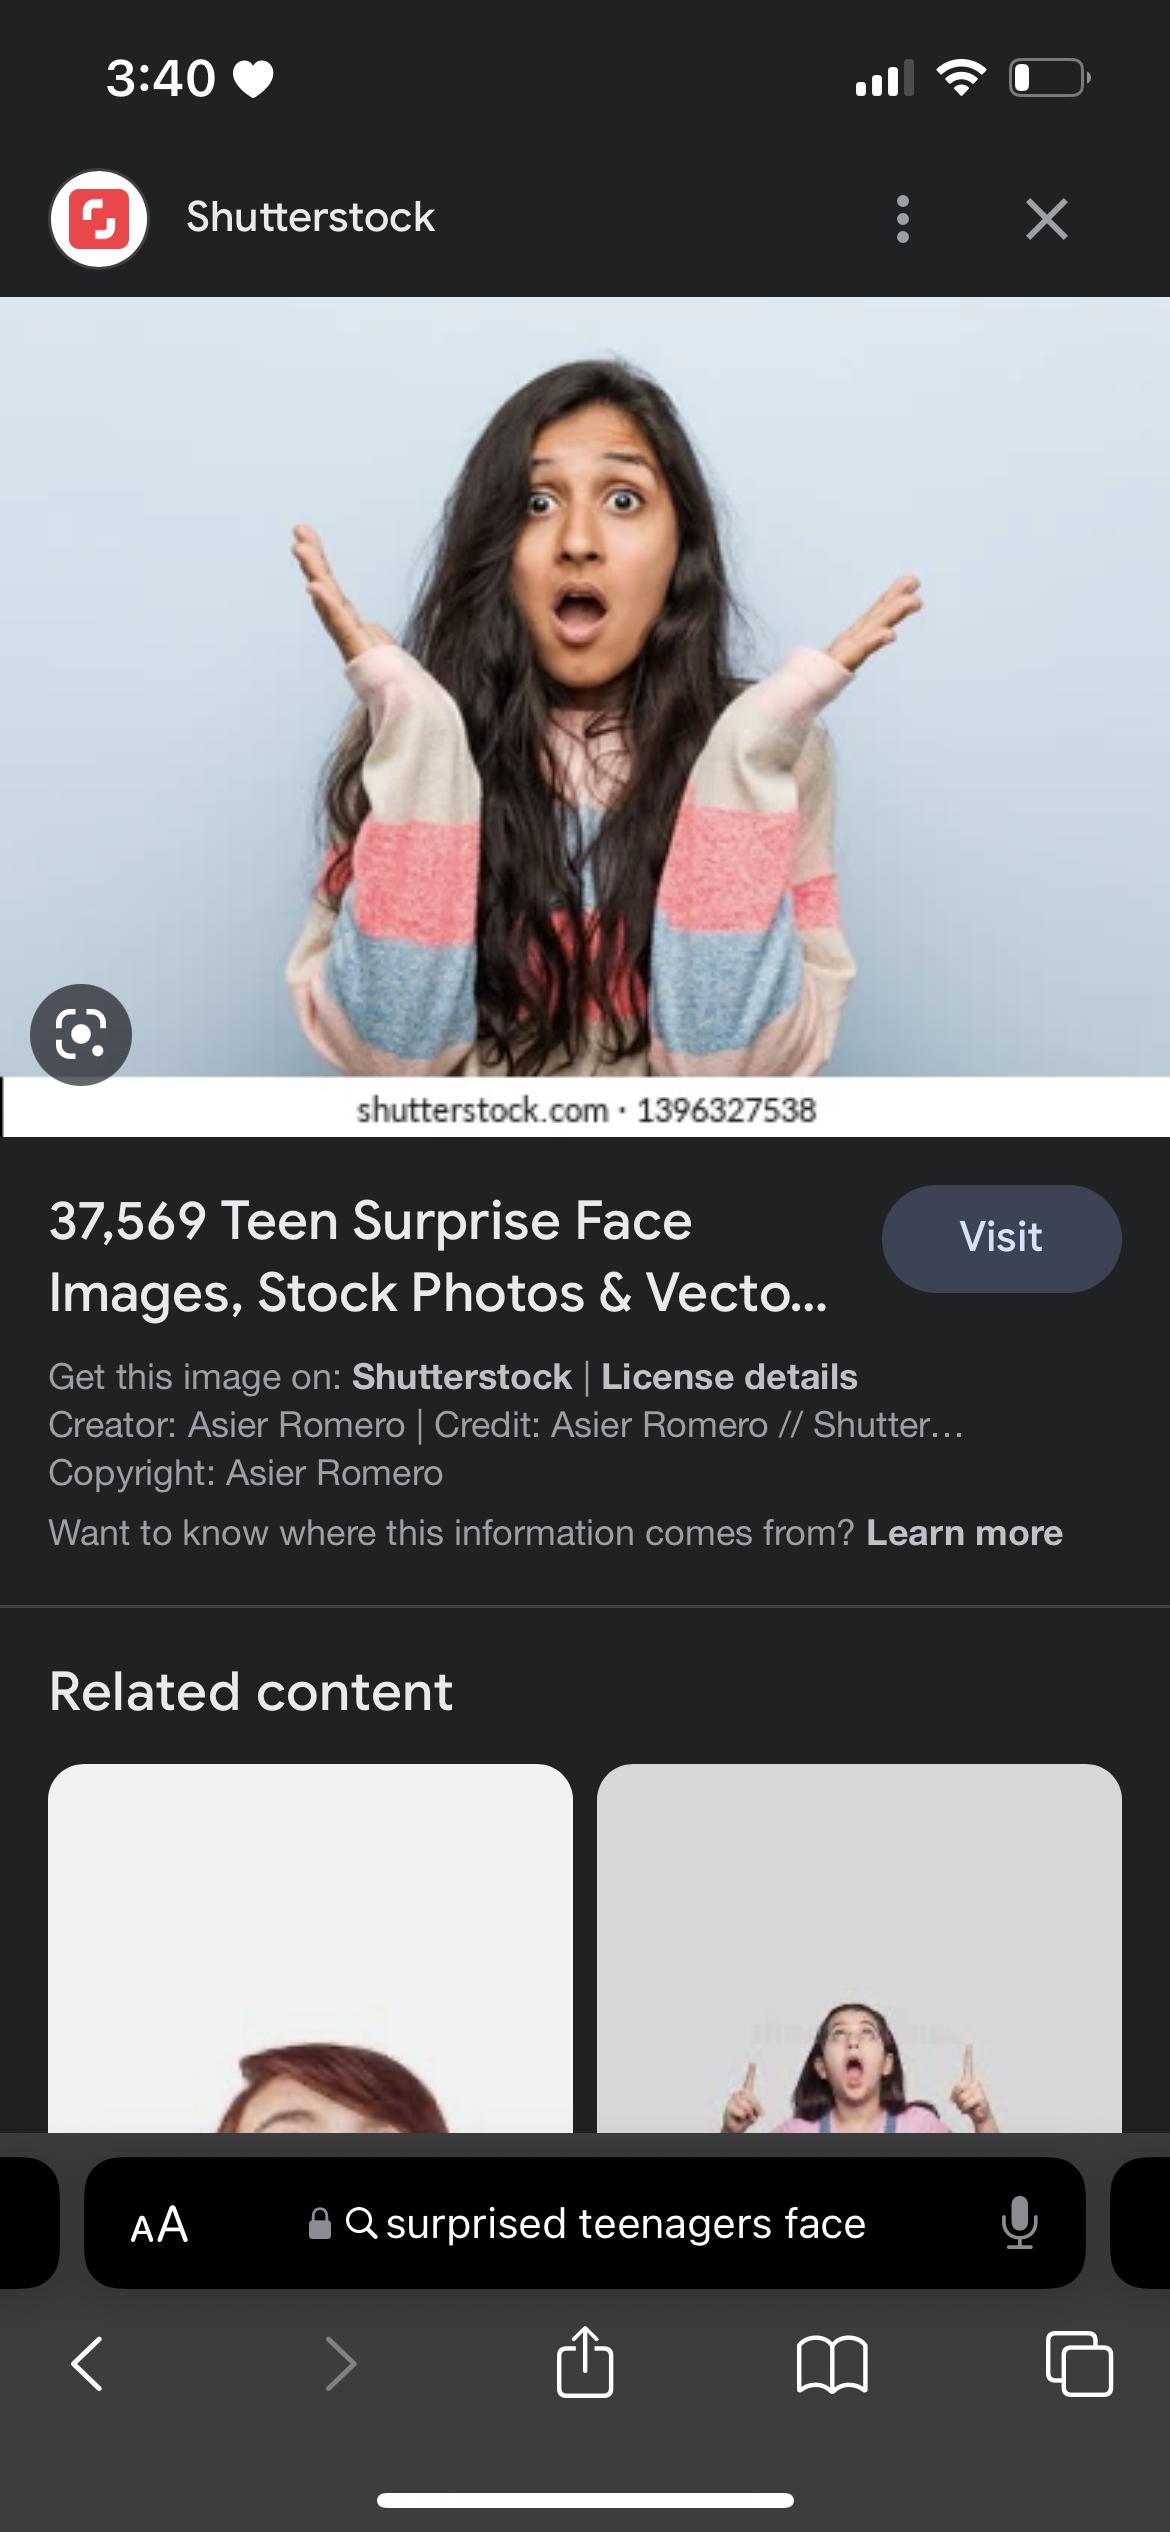 3:40
Shutterstock
shutterstock.com · 1396327538
37,569 Teen Surprise Face
Images, Stock Photos & Vecto...
Visit
Get this image on: Shutterstock | License details
Creator: Asier Romero | Credit: Asier Romero // Shutter...
Copyright: Asier Romero
Want to know where this information comes from? Learn more
Related content
AA
surprised teenagers face